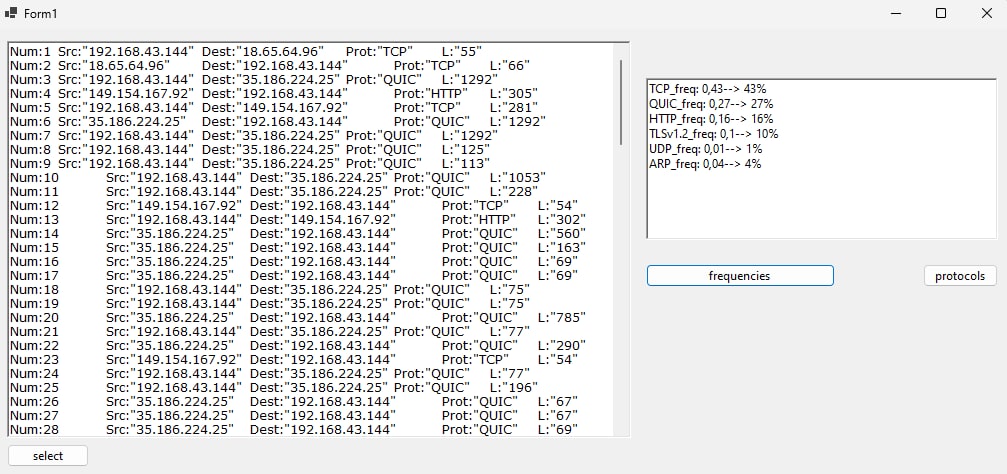 Form1
Num:1 Src:"192.168.43.144" Dest:"18.65.64.96" Prot:"TCP" L:"55"
Num:2 Src:"18.65.64.96" Dest:"192.168.43.144" Prot:"TCP" L:"66"
Num:3 Src:"192.168.43.144" Dest:"35.186.224.25" Prot:"QUIC" L:"1292"
Num:4 Src:"149.154.167.92" Dest:"192.168.43.144" Prot:"HTTP" L:"305"
Num:5 Src:"192.168.43.144" Dest:"149.154.167.92" Prot:"TCP" L:"281"
Num:6 Src:"35.186.224.25" Dest:"192.168.43.144" Prot:"QUIC" L:"1292"
Num:7 Src:"192.168.43.144" Dest:"35.186.224.25" Prot:"QUIC" L:"1292"
Num:8 Src:"192.168.43.144" Dest:"35.186.224.25" Prot:"QUIC" L:"125"
Num:9 Src:"192.168.43.144" Dest:"35.186.224.25" Prot:"QUIC" L:"113"
Num:10 Src:"192.168.43.144" Dest:"35.186.224.25" Prot:"QUIC" L:"1053"
Num:11 Src:"192.168.43.144" Dest:"35.186.224.25" Prot:"QUIC" L:"228"
Num:12 Src:"149.154.167.92" Dest:"192.168.43.144" Prot:"TCP" L:"54"
Num:13 Src:"192.168.43.144" Dest:"149.154.167.92" Prot:"HTTP" L:"302"
Num:14 Src:"35.186.224.25" Dest:"192.168.43.144" Prot:"QUIC" L:"560"
Num:15 Src:"35.186.224.25" Dest:"192.168.43.144" Prot:"QUIC" L:"163"
Num:16 Src:"35.186.224.25" Dest:"192.168.43.144" Prot:"QUIC" L:"69"
Num:17 Src:"35.186.224.25" Dest:"192.168.43.144" Prot:"QUIC" L:"69"
Num:18 Src:"192.168.43.144" Dest:"35.186.224.25" Prot:"QUIC" L:"75"
Num:19 Src:"192.168.43.144" Dest:"35.186.224.25" Prot:"QUIC" L:"75"
Num:20 Src:"35.186.224.25" Dest:"192.168.43.144" Prot:"QUIC" L:"785"
Num:21 Src:"192.168.43.144" Dest:"35.186.224.25" Prot:"QUIC" L:"77"
Num:22 Src:"35.186.224.25" Dest:"192.168.43.144" Prot:"QUIC" L:"290"
Num:23 Src:"149.154.167.92" Dest:"192.168.43.144" Prot:"TCP" L:"54"
Num:24 Src:"192.168.43.144" Dest:"35.186.224.25" Prot:"QUIC" L:"77"
Num:25 Src:"192.168.43.144" Dest:"35.186.224.25" Prot:"QUIC" L:"196"
Num:26 Src:"35.186.224.25" Dest:"192.168.43.144" Prot:"QUIC" L:"67"
Num:27 Src:"35.186.224.25" Dest:"192.168.43.144" Prot:"QUIC" L:"67"
Num:28 Src:"35.186.224.25" Dest:"192.168.43.144" Prot:"QUIC" L:"69"
select
TCP_freq: 0,43--> 43%
QUIC_freq: 0,27--> 27%
HTTP_freq: 0,16--> 16%
TLSv1.2_freq: 0,1--> 10%
UDP_freq: 0,01--> 1%
ARP_freq: 0,04--> 4%
frequencies
protocols